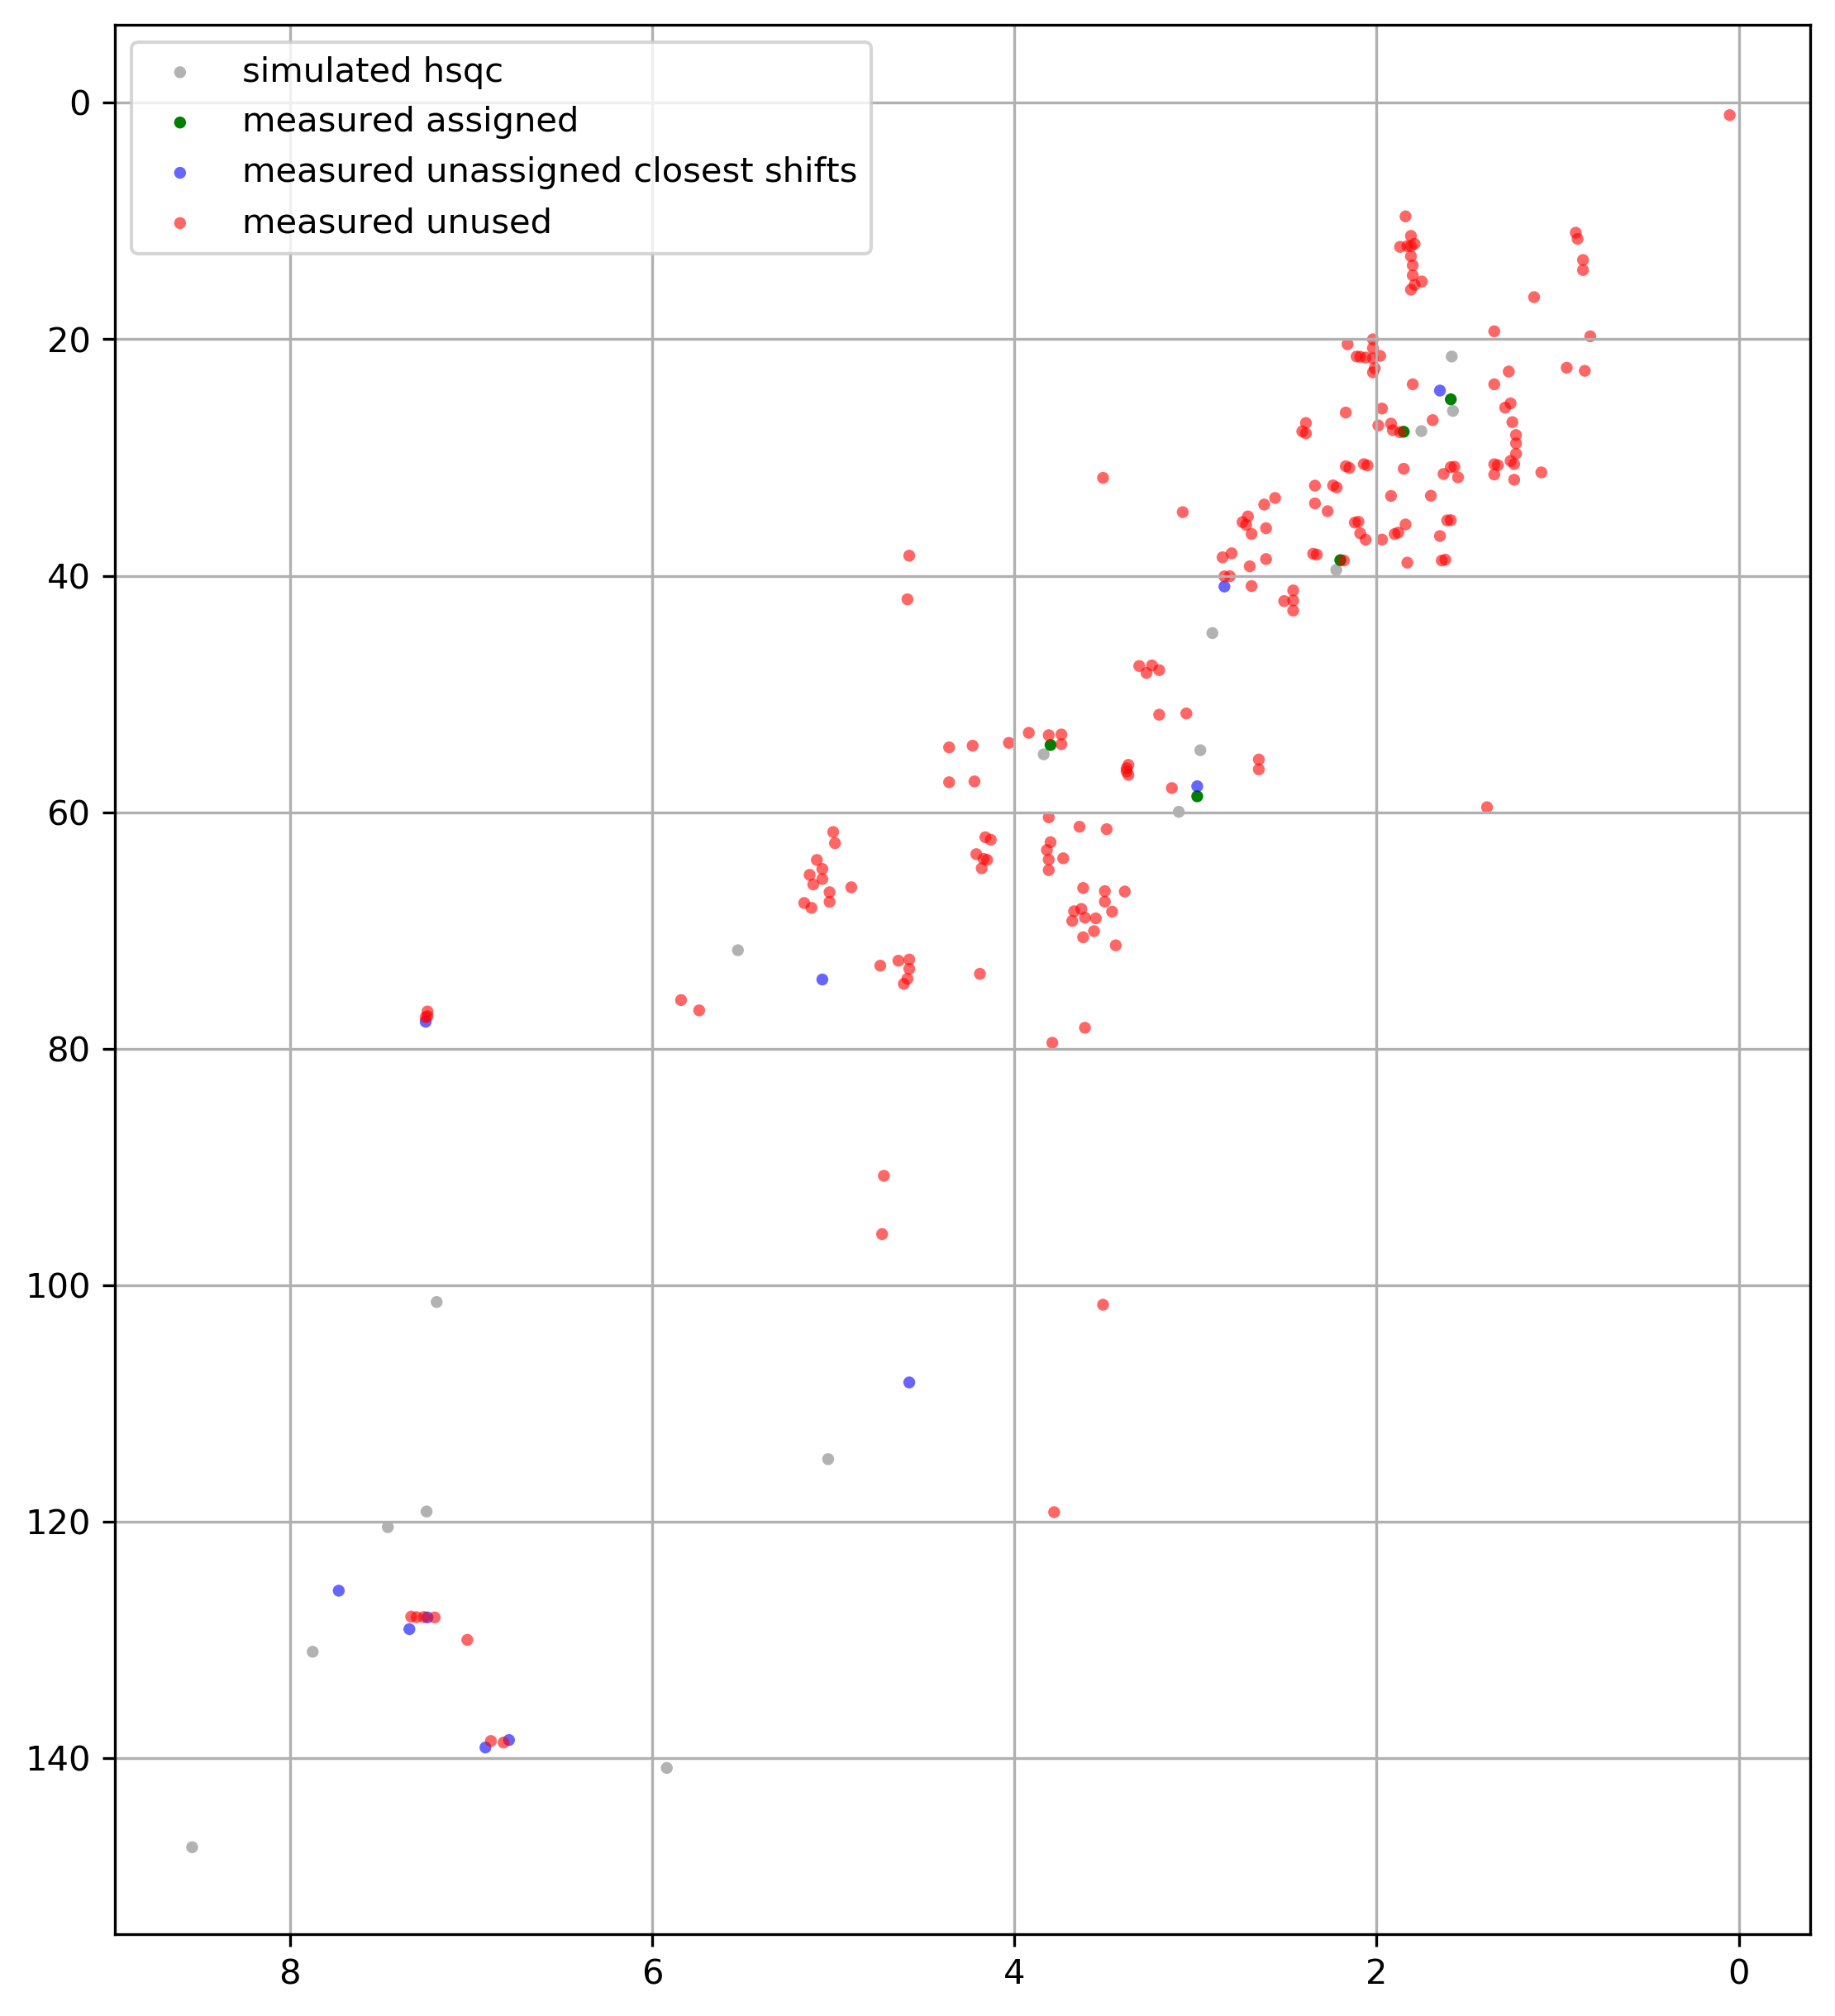 simulated hsqc
measured assigned
measured unassigned closest shifts
measured unused
0
20
40
60
80
100
120
140
8 6 4 2 0